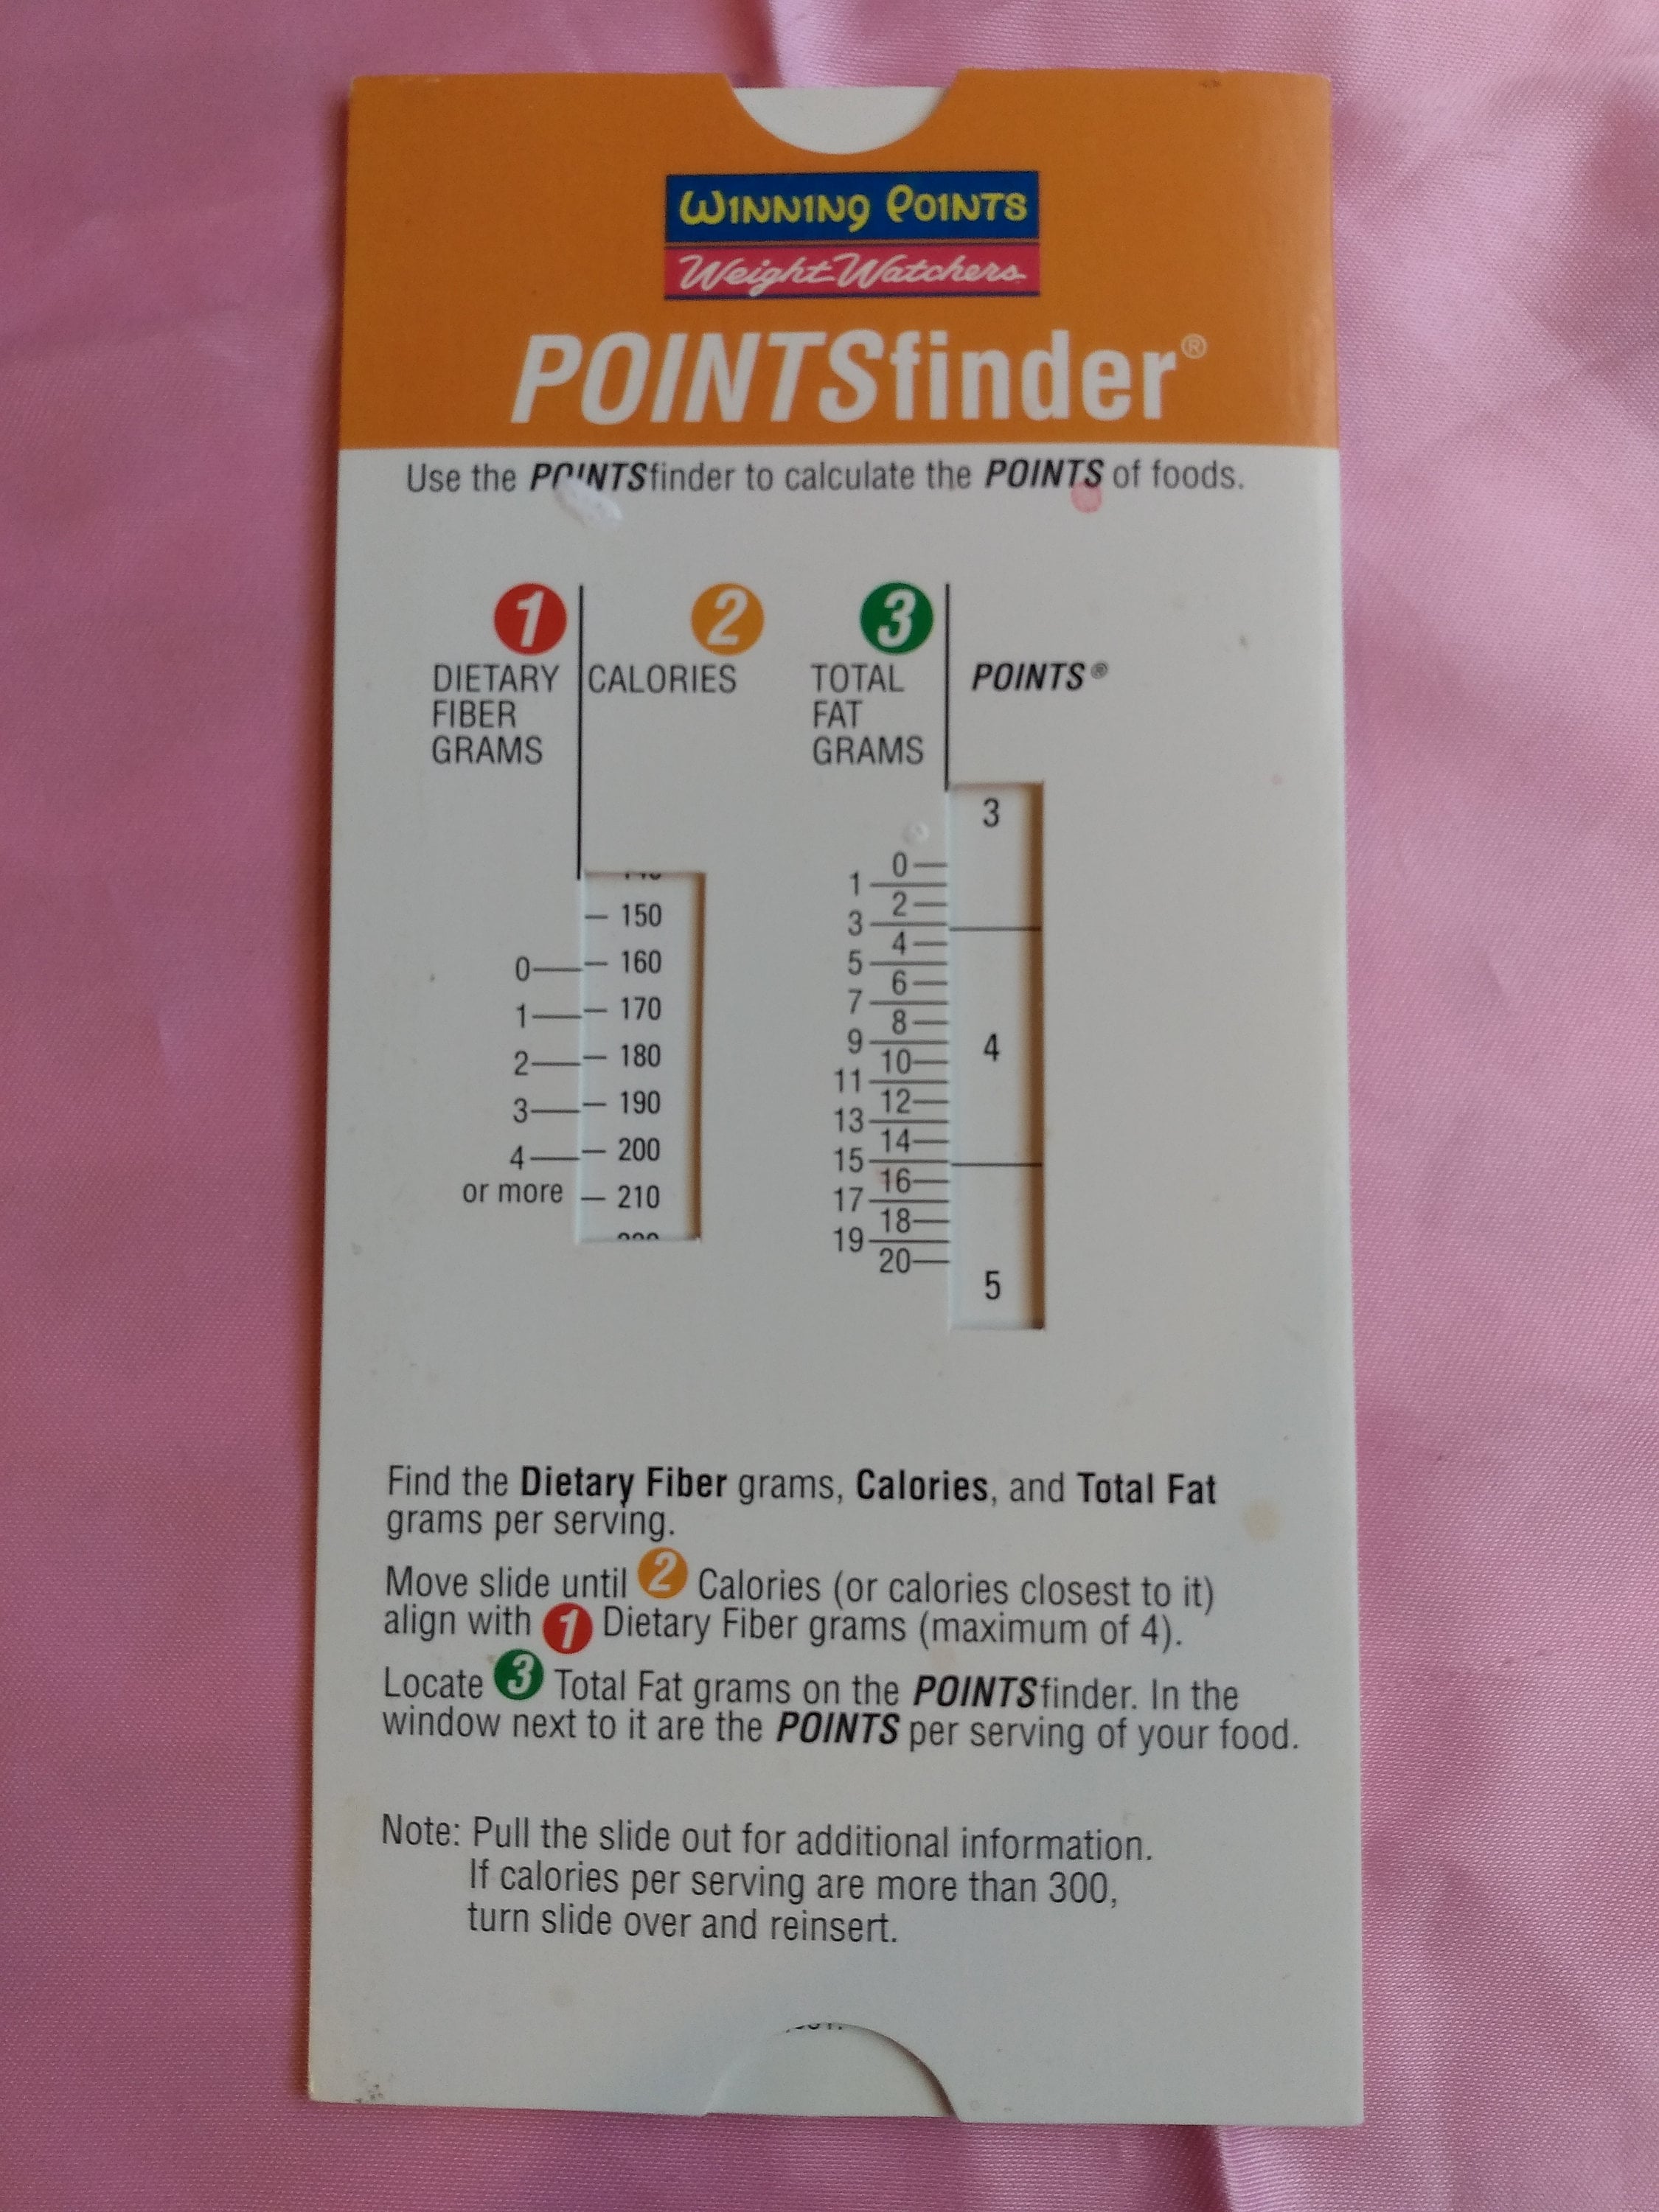 WINNING POINTS
Weight Watchers
POINTSfinder®
Use the POINTSfinder to calculate the POINTS of foods.
1 2 3
DIETARY FIBER GRAMS
CALORIES
TOTAL FAT GRAMS
POINTS®
0
1
2
3
4
or more
150
160
170
180
190
200
210
0
1
2
3
4
5
6
7
8
9
10
11
12
13
14
15
16
17
18
19
20
3
4
5
Find the Dietary Fiber grams, Calories, and Total Fat
grams per serving.
Move slide until 2 Calories (or calories closest to it)
align with 1 Dietary Fiber grams (maximum of 4).
Locate 3 Total Fat grams on the POINTSfinder. In the
window next to it are the POINTS per serving of your food.
Note: Pull the slide out for additional information.
If calories per serving are more than 300,
turn slide over and reinsert.